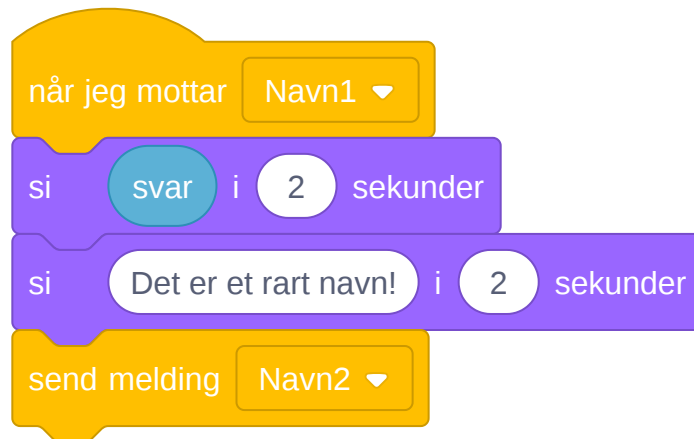 når jeg mottar Navn1
si svar i 2 sekunder
si Det er et rart navn! i 2 sekunder
send melding Navn2